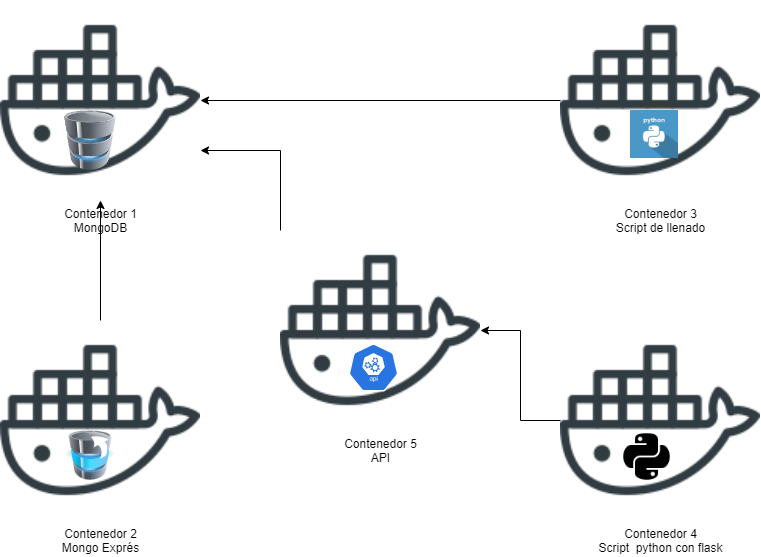 python
Contenedor 1
MongoDB
Contenedor 3
Script de llenado
api
Contenedor 5
API
Contenedor 2
Mongo Exprés
Contenedor 4
Script  python con flask